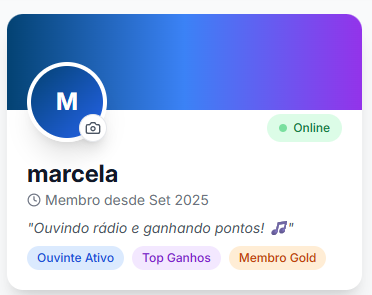 M
Online
marcela
Membro desde Set 2025
"Ouvindo rádio e ganhando pontos! 🎵"
Ouvinte Ativo Top Ganhos Membro Gold